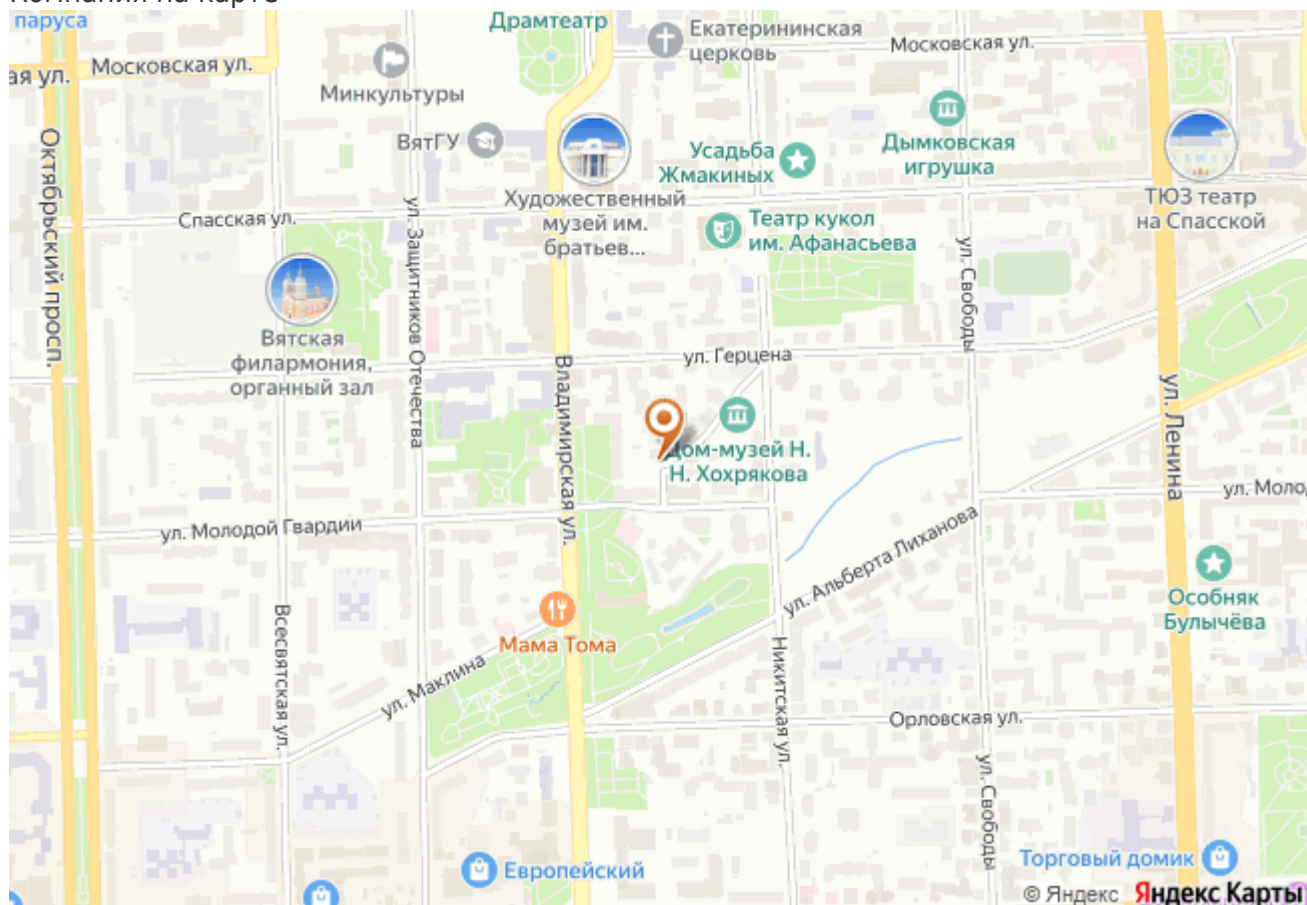 Компания на карте
паруса
Драмтеатр
Екатерининская
церковь
Московская ул.
ая ул.
Московская ул.
Минкультуры
ВятГУ
Октябрьский просп.
Усадьба
Жмакиных
Дымковская
игрушка
Художественный
музей им.
братьев...
ТЮЗ театр
на Спасской
Спасская ул.
ул. Защитников Отечества
Театр кукол
им. Афанасьева
ул. Свободы
Вятская
филармония,
органный зал
Владимирская ул.
ул. Герцена
ул. Ленина
Дом-музей Н.
Н. Хохрякова
ул. Моло
ул. Молодой Гвардии
ул. Альберта Лиханова
Особняк
Булычёва
Всесвятская ул.
Мама Тома
ул. Маклина
Никитская ул.
Орловская ул.
ул. Свободы
Европейский
Торговый домик
© Яндекс Яндекс Карты